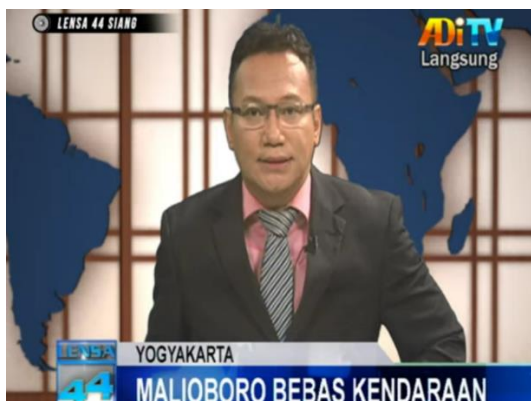 LENSA 44 SIANG
ADiTV
Langsung
LENSA
44
YOGYAKARTA
MALIOBORO BEBAS KENDARAAN